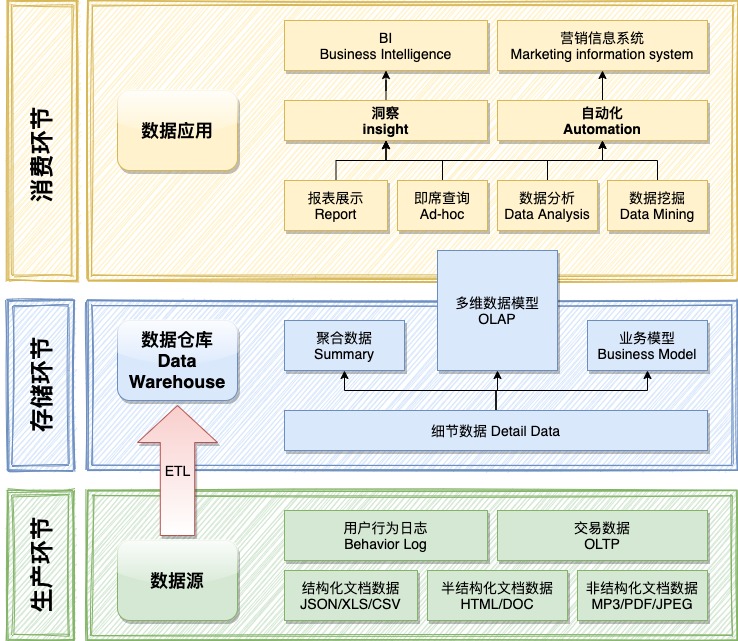 消费环节
数据应用
BI
Business Intelligence
营销信息系统
Marketing information system
洞察
insight
自动化
Automation
报表展示
Report
即席查询
Ad-hoc
数据分析
Data Analysis
数据挖掘
Data Mining
存储环节
数据仓库
Data
Warehouse
聚合数据
Summary
多维数据模型
OLAP
业务模型
Business Model
细节数据 Detail Data
ETL
生产环节
数据源
用户行为日志
Behavior Log
交易数据
OLTP
结构化文档数据
JSON/XLS/CSV
半结构化文档数据
HTML/DOC
非结构化文档数据
MP3/PDF/JPEG